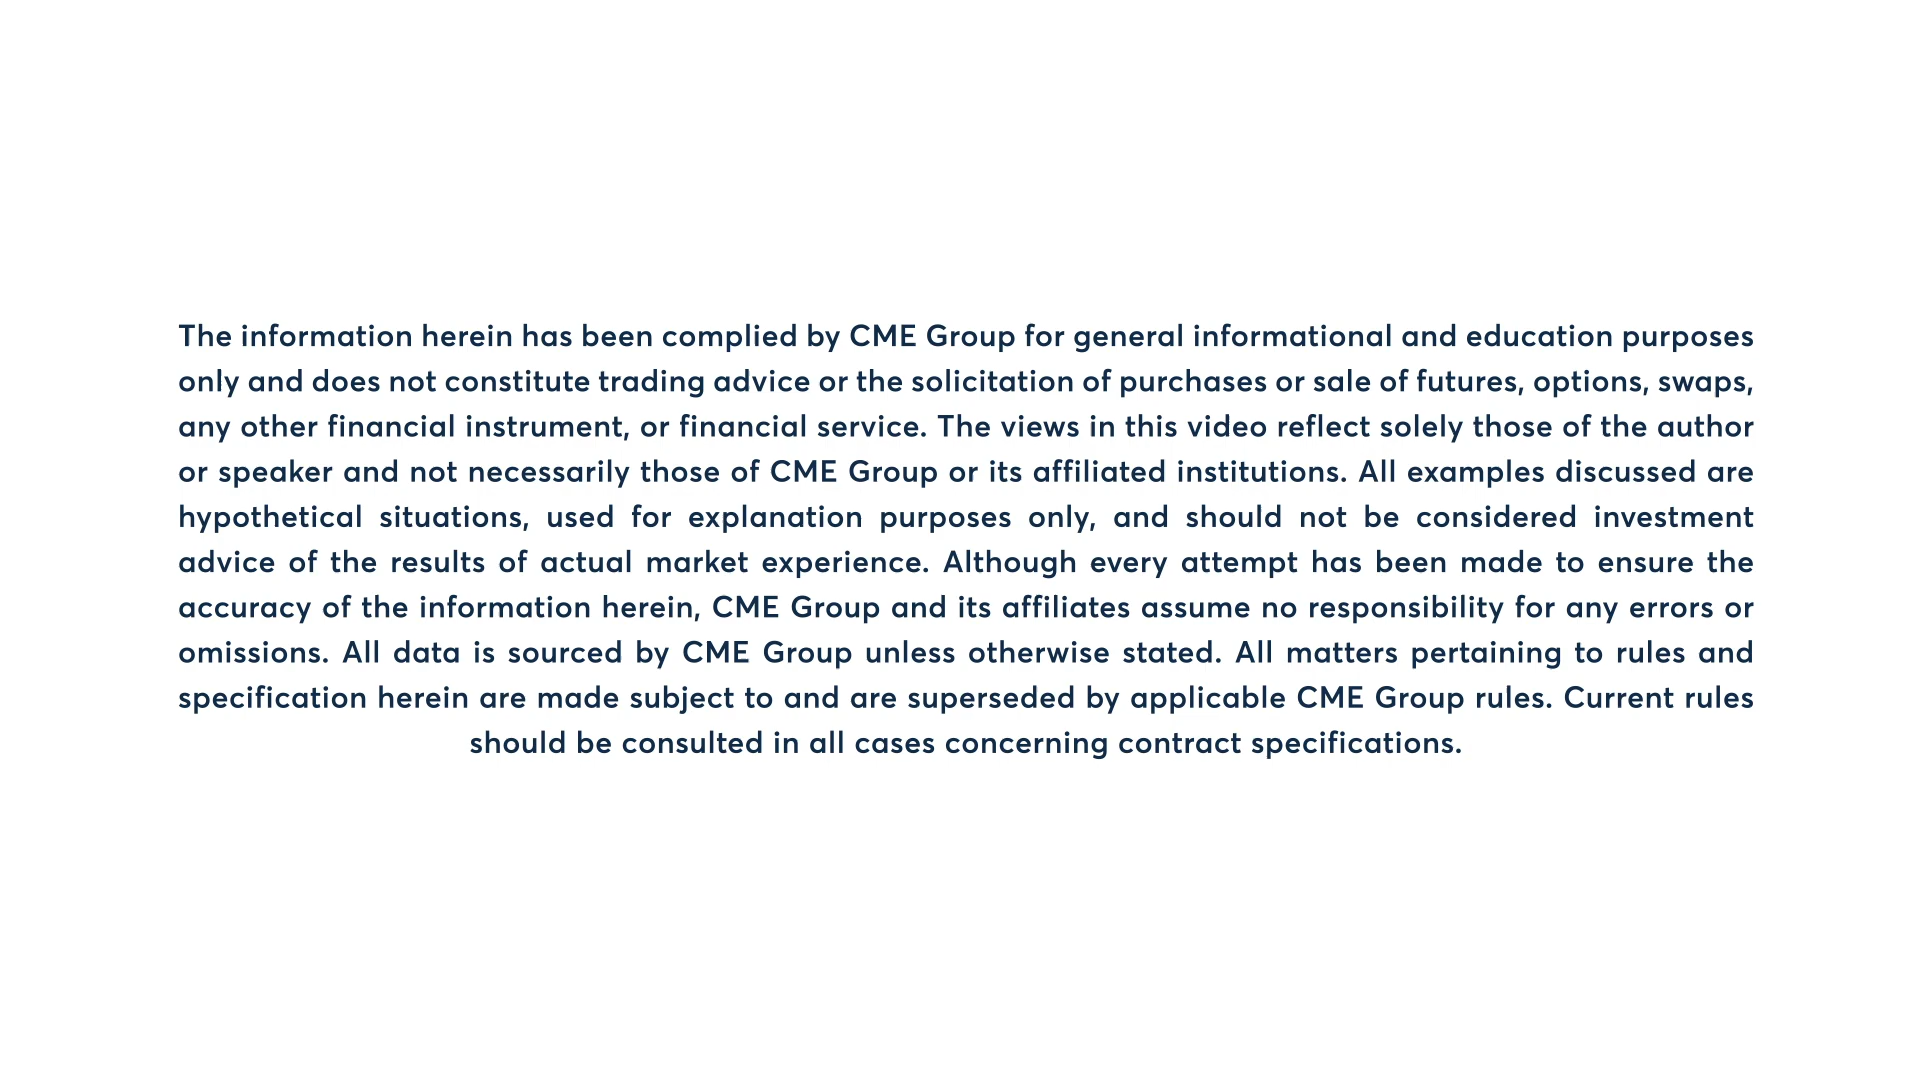 The information herein has been complied by CME Group for general informational and education purposes
only and does not constitute trading advice or the solicitation of purchases or sale of futures, options, swaps,
any other financial instrument, or financial service. The views in this video reflect solely those of the author
or speaker and not necessarily those of CME Group or its affiliated institutions. All examples discussed are
hypothetical situations, used for explanation purposes only, and should not be considered investment
advice of the results of actual market experience. Although every attempt has been made to ensure the
accuracy of the information herein, CME Group and its affiliates assume no responsibility for any errors or
omissions. All data is sourced by CME Group unless otherwise stated. All matters pertaining to rules and
specification herein are made subject to and are superseded by applicable CME Group rules. Current rules
should be consulted in all cases concerning contract specifications.